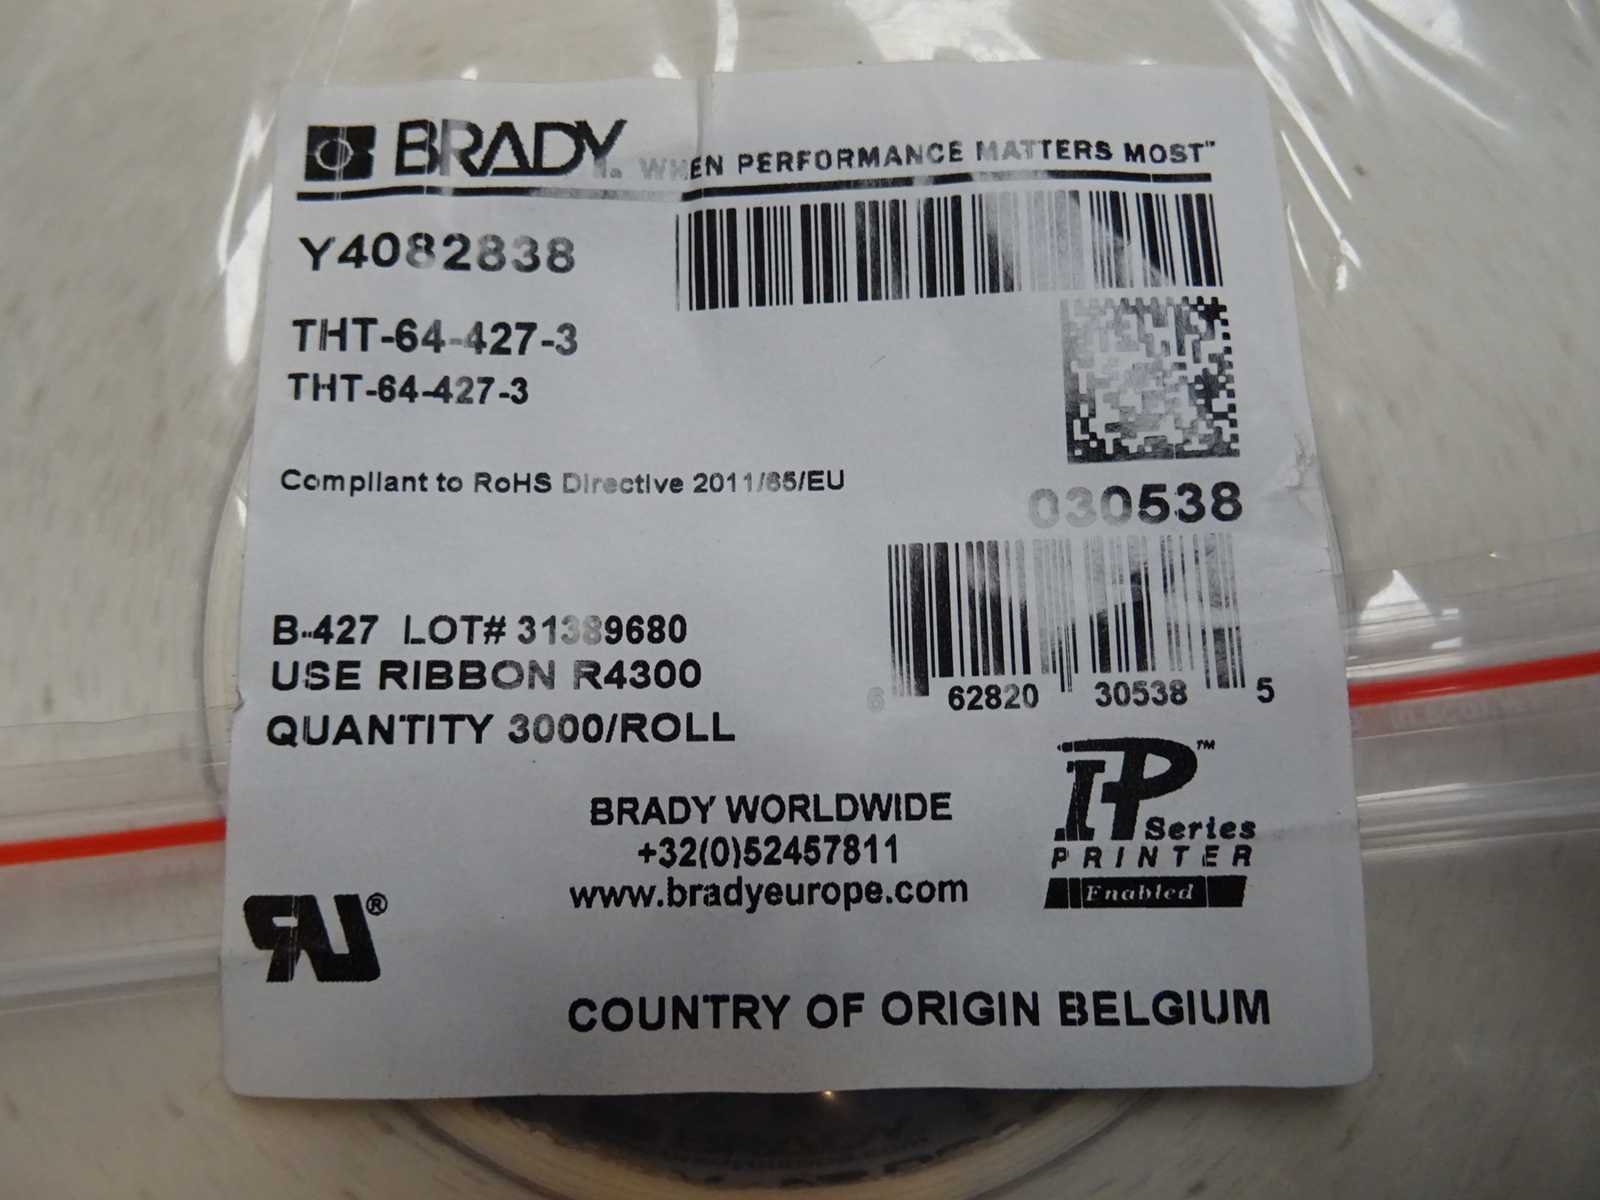 BRADY. WHEN PERFORMANCE MATTERS MOST™
Y4082838
THT-64-427-3
THT-64-427-3
Compliant to RoHS Directive 2011/65/EU
030538
B-427 LOT# 31389680
USE RIBBON R4300
QUANTITY 3000/ROLL
6 62820 30538 5
BRADY WORLDWIDE
+32(0)52457811
www.bradyeurope.com
IP™
Series
PRINTER
Enabled
RU®
COUNTRY OF ORIGIN BELGIUM